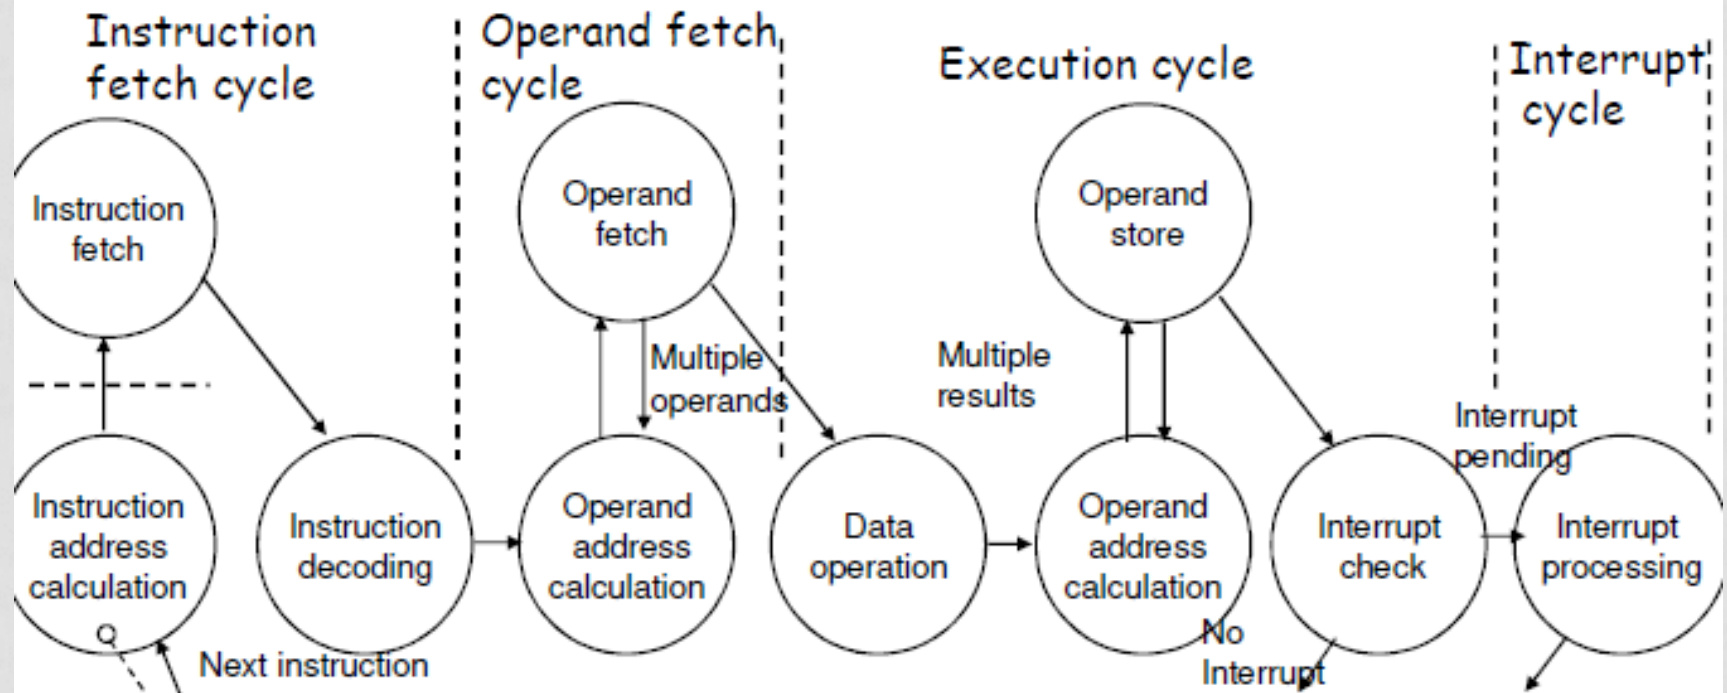 Instruction
fetch cycle
Operand fetch
cycle
Execution cycle
Interrupt
cycle
Instruction
fetch
Operand
fetch
Operand
store
Multiple
operands
Multiple
results
Interrupt
pending
Instruction
address
calculation
Instruction
decoding
Operand
address
calculation
Data
operation
Operand
address
calculation
Interrupt
check
Interrupt
processing
No
Interrupt
Next instruction